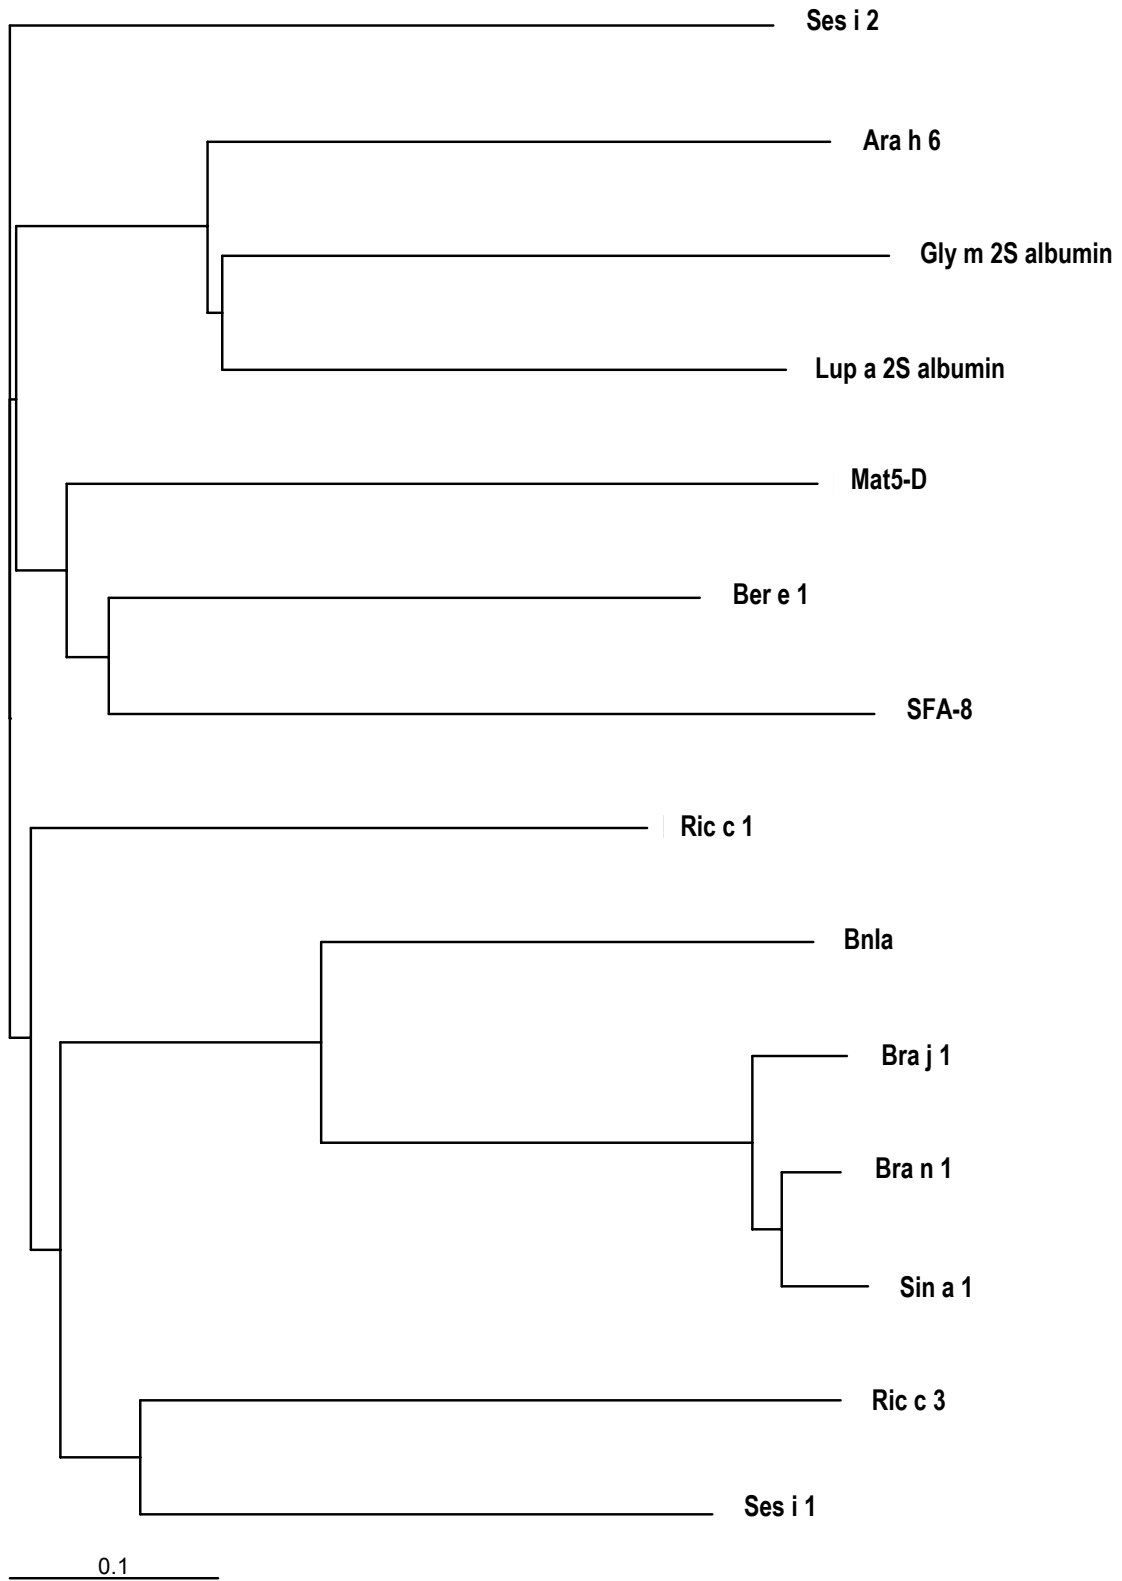 Ses i 2
Ara h 6
Gly m 2S albumin
Lup a 2S albumin
Mat5-D
Ber e 1
SFA-8
Ric c 1
BnIa
Bra j 1
Bra n 1
Sin a 1
Ric c 3
Ses i 1
0.1